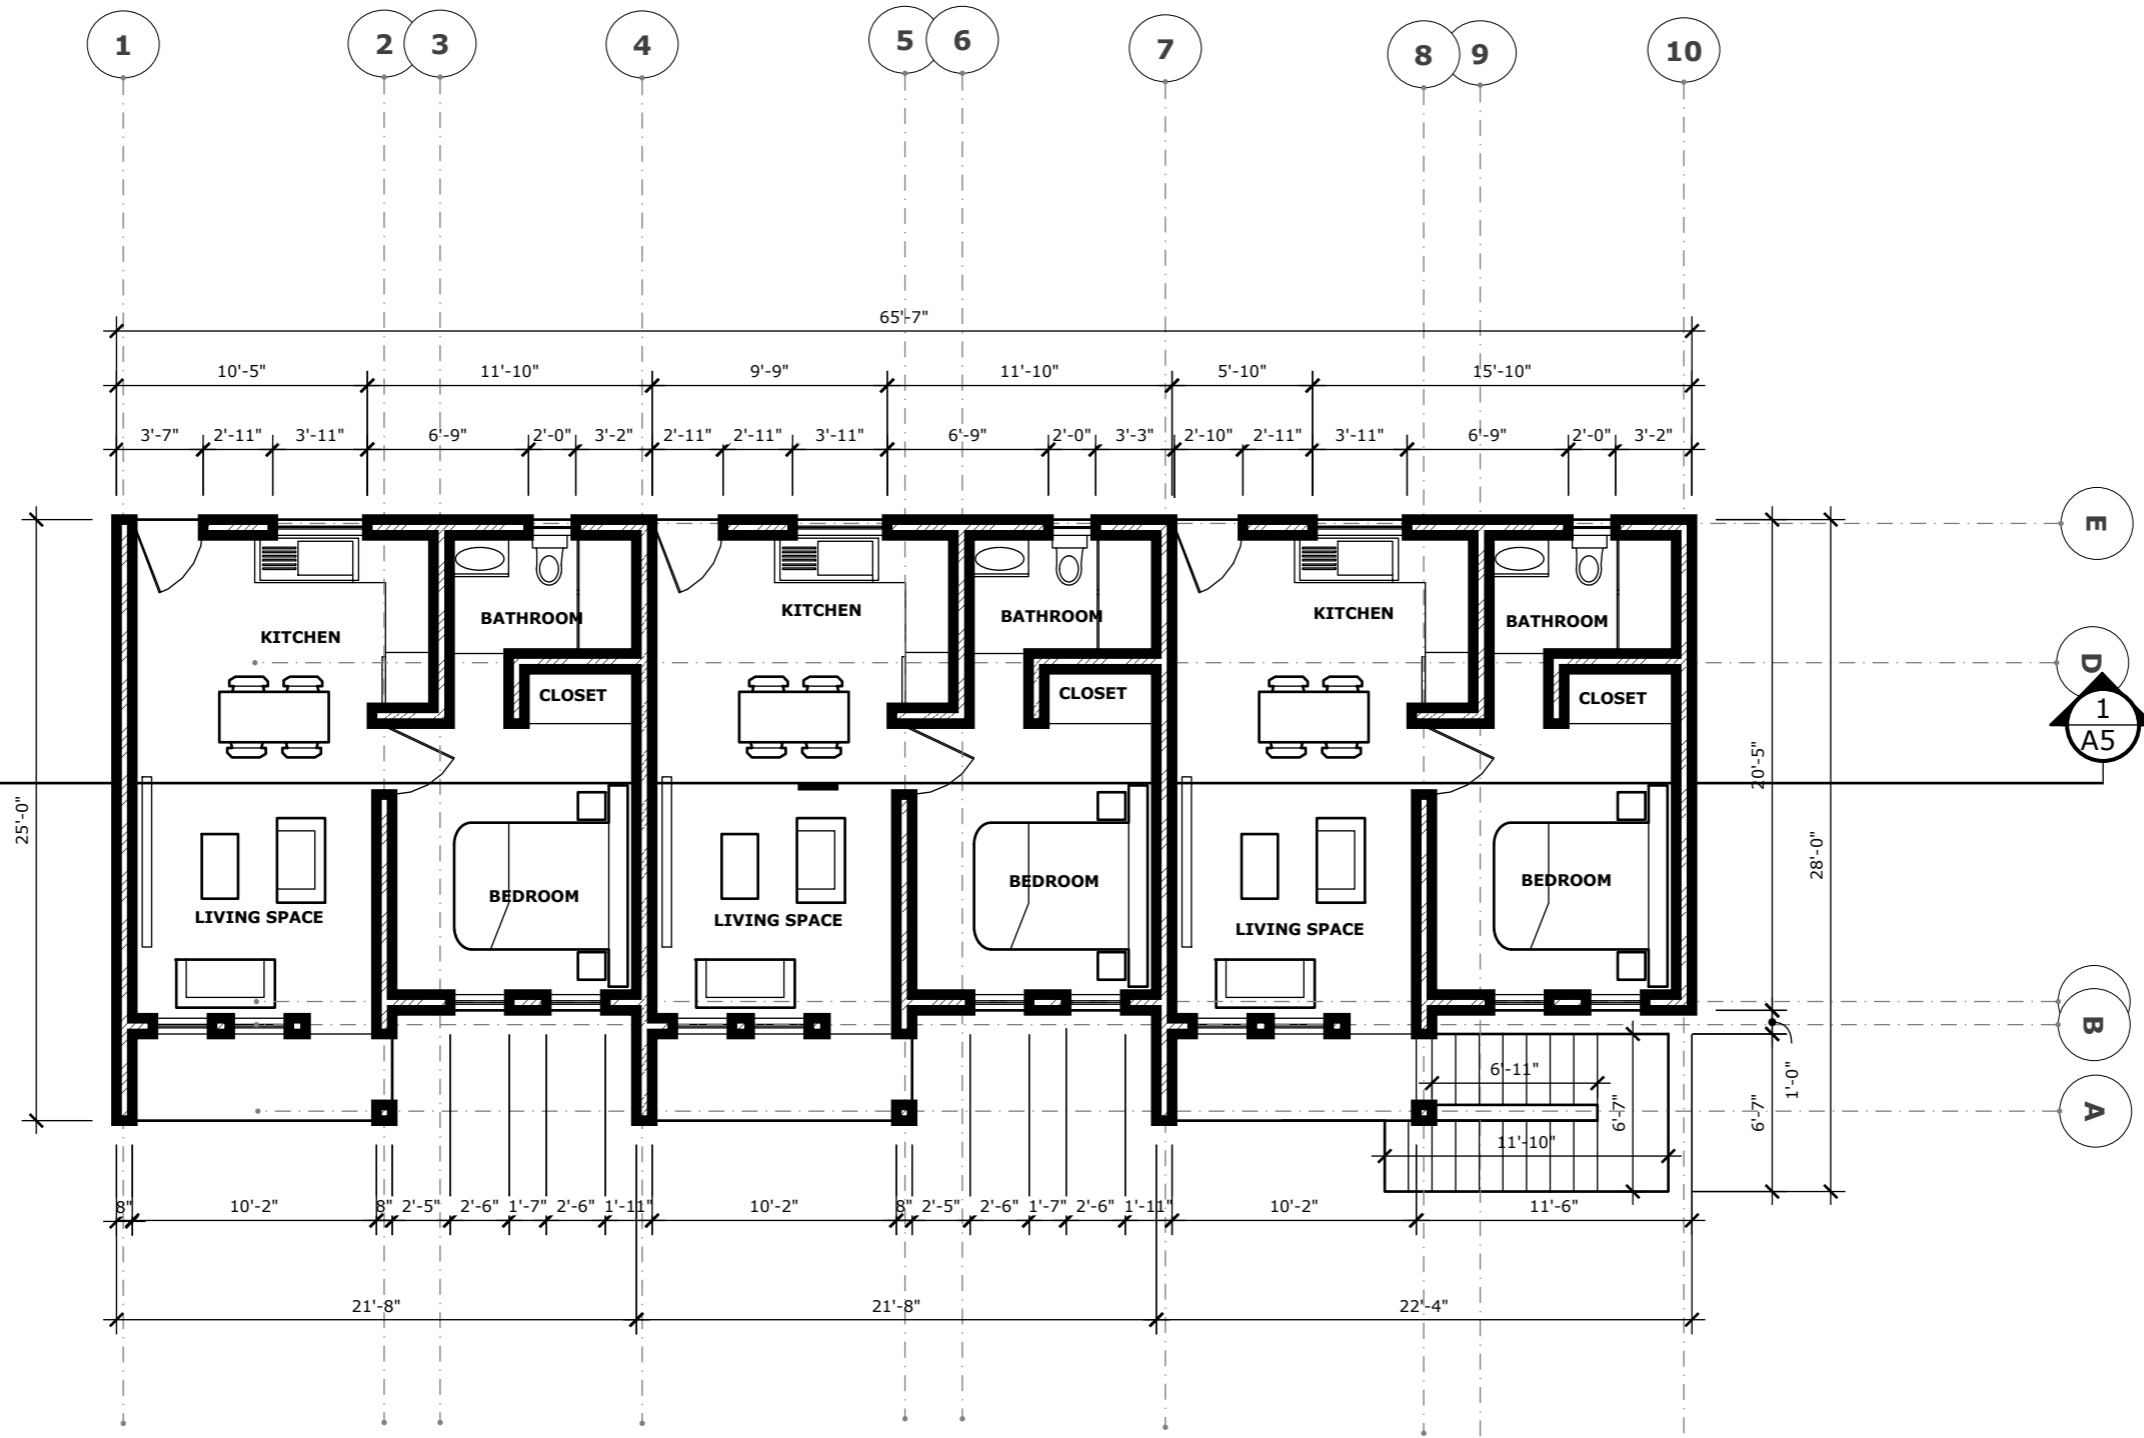 1 2 3 4 5 6 7 8 9 10
65'-7"
10'-5" 11'-10" 9'-9" 11'-10" 5'-10" 15'-10"
3'-7" 2'-11" 3'-11" 6'-9" 2'-0" 3'-2" 2'-11" 2'-11" 3'-11" 6'-9" 2'-0" 3'-3" 2'-10" 2'-11" 3'-11" 6'-9" 2'-0" 3'-2"
E
KITCHEN BATHROOM KITCHEN BATHROOM KITCHEN BATHROOM
D
CLOSET CLOSET CLOSET
1
A5
25'-0" 20'-5" 28'-0"
LIVING SPACE BEDROOM LIVING SPACE BEDROOM LIVING SPACE BEDROOM
B
6'-11" 1'-0"
6'-7" 6'-7" A
11'-10"
8" 10'-2" 8" 2'-5" 2'-6" 1'-7" 2'-6" 1'-11" 10'-2" 8" 2'-5" 2'-6" 1'-7" 2'-6" 1'-11" 10'-2" 11'-6"
21'-8" 21'-8" 22'-4"